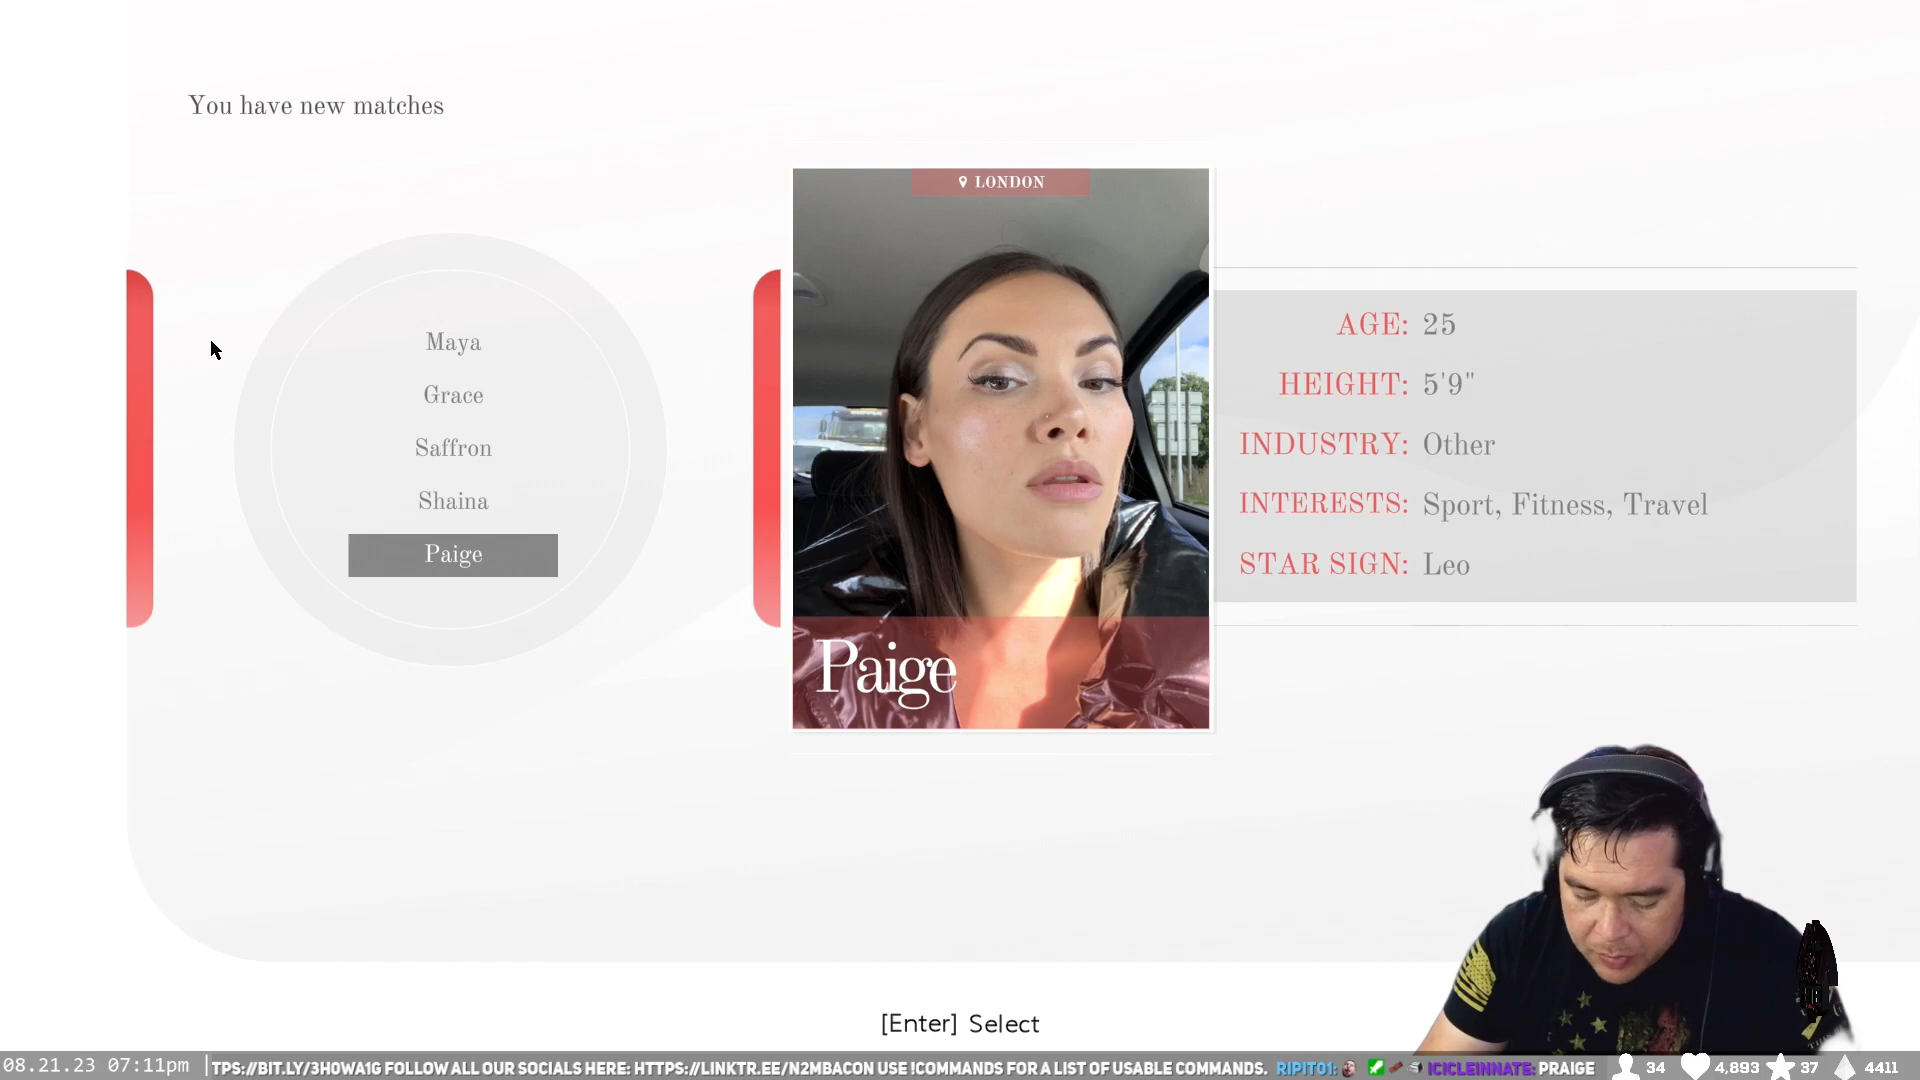 You have new matches
LONDON
Maya
Grace
Saffron
Shaina
Paige
Paige
AGE: 25
HEIGHT: 5'9"
INDUSTRY: Other
INTERESTS: Sport, Fitness, Travel
STAR SIGN: Leo
[Enter] Select
08.21.23 07:11pm
TPS://BIT.LY/3H0WA1G FOLLOW ALL OUR SOCIALS HERE: HTTPS://LINKTR.EE/N2MBACON USE !COMMANDS FOR A LIST OF USABLE COMMANDS. RIPIT01: ICICLEINNATE: PRAIGE 34 4,893 37 4411